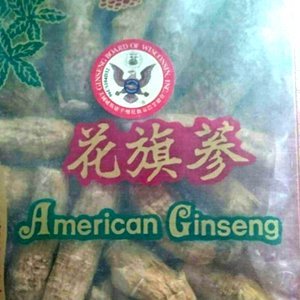 GINSENG BOARD OF WISCONSIN, INC.
花旗蔘
American Ginseng